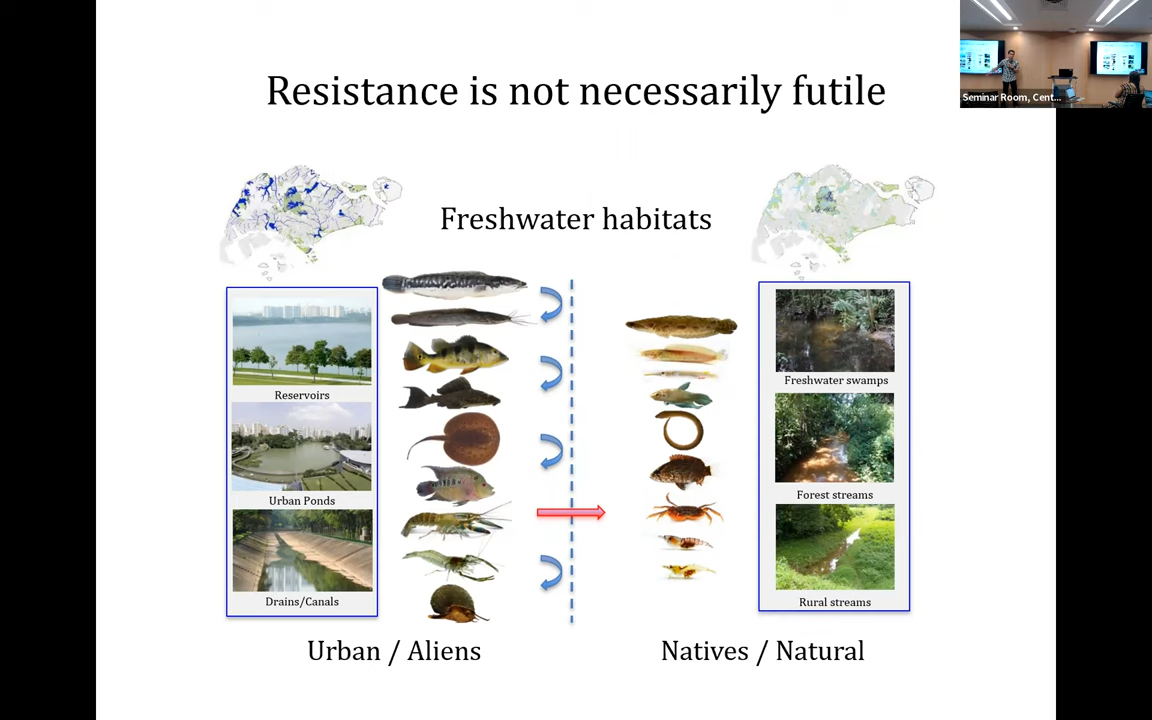 Resistance is not necessarily futile
Seminar Room, Cent...
Freshwater habitats
Reservoirs
Urban Ponds
Drains/Canals
Freshwater swamps
Forest streams
Rural streams
Urban / Aliens
Natives / Natural